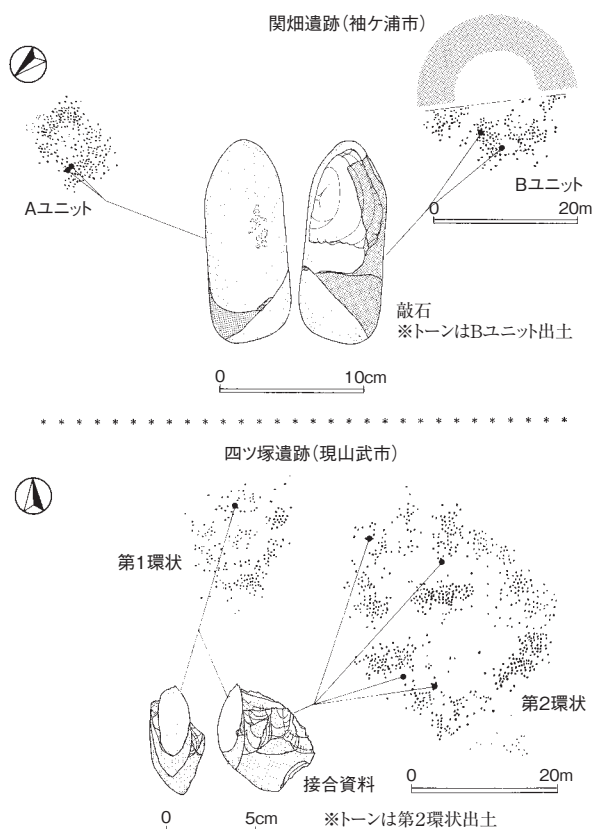 関畑遺跡（袖ケ浦市）
Aユニット
Bユニット
0 20m
敲石
※トーンはBユニット出土
0 10cm
* * * * * * * * * * * * * * * * * * * * * * * * * * * * * *
四ツ塚遺跡（現山武市）
第1環状
第2環状
接合資料
0 20m
0 5cm
※トーンは第2環状出土